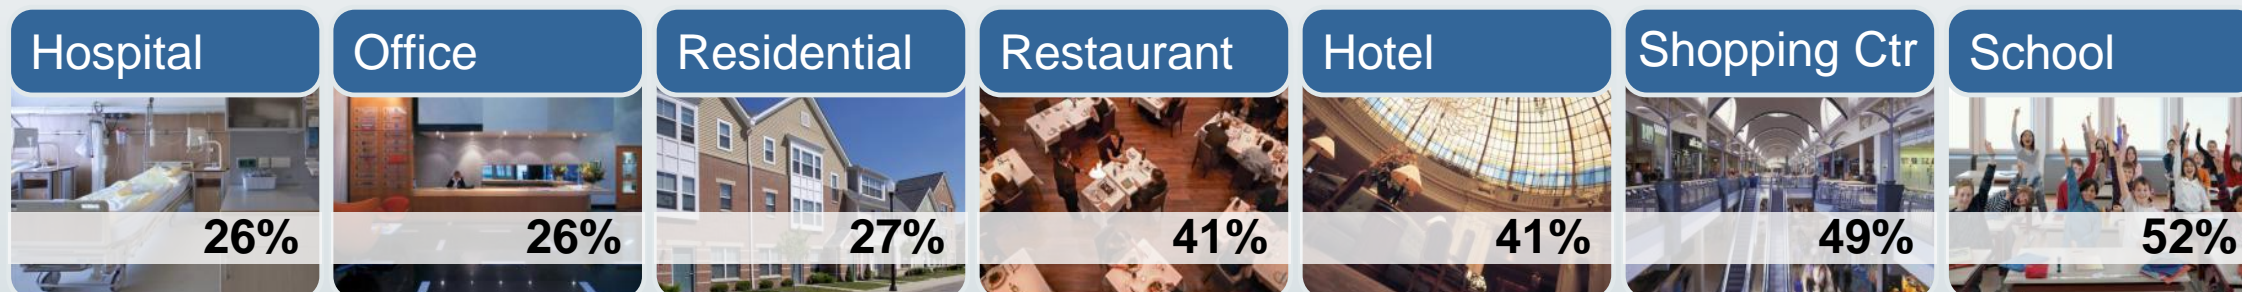 Hospital
26%
Office
26%
Residential
27%
Restaurant
41%
Hotel
41%
Shopping Ctr
49%
School
52%